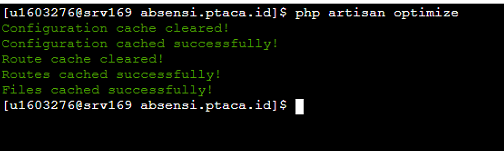 [u1603276@srv169 absensi.ptaca.id]$ php artisan optimize
Configuration cache cleared!
Configuration cached successfully!
Route cache cleared!
Routes cached successfully!
Files cached successfully!
[u1603276@srv169 absensi.ptaca.id]$